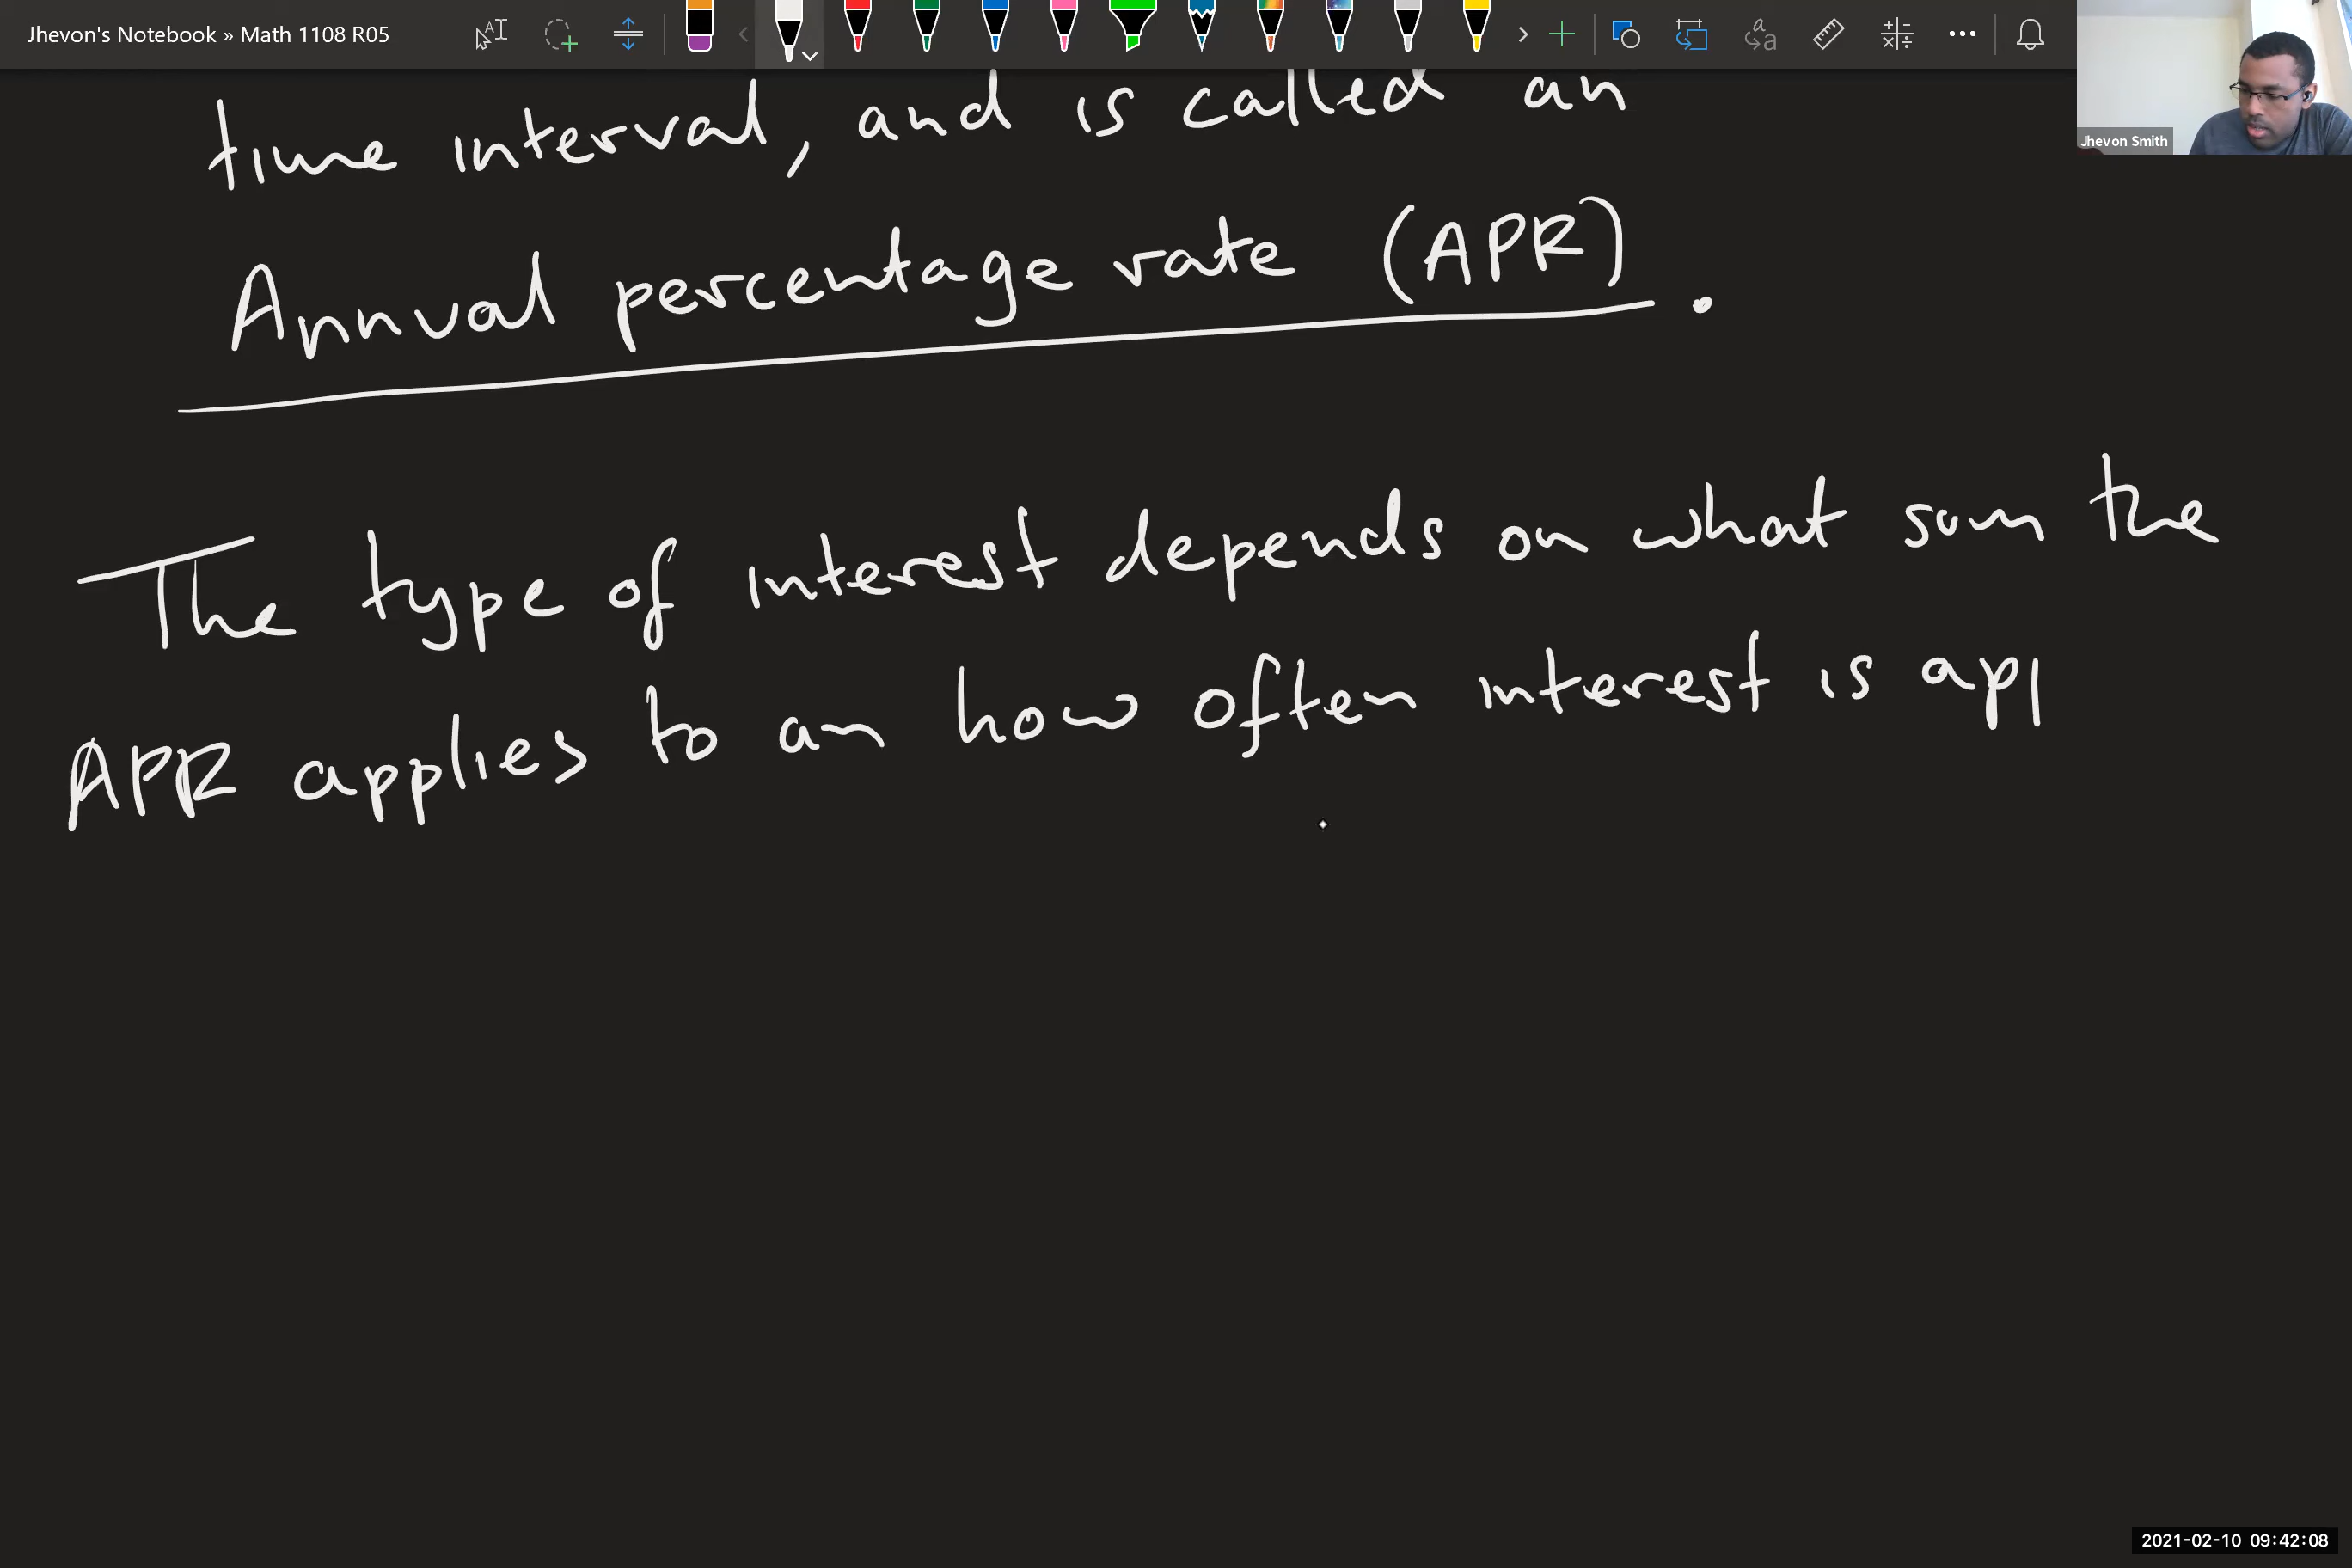 Jhevon's Notebook » Math 1108 R05
Jhevon Smith
time interval, and is called an
Annual percentage rate (APR).
The type of interest depends on what sum the
APR applies to an how often interest is app
2021-02-10 09:42:08